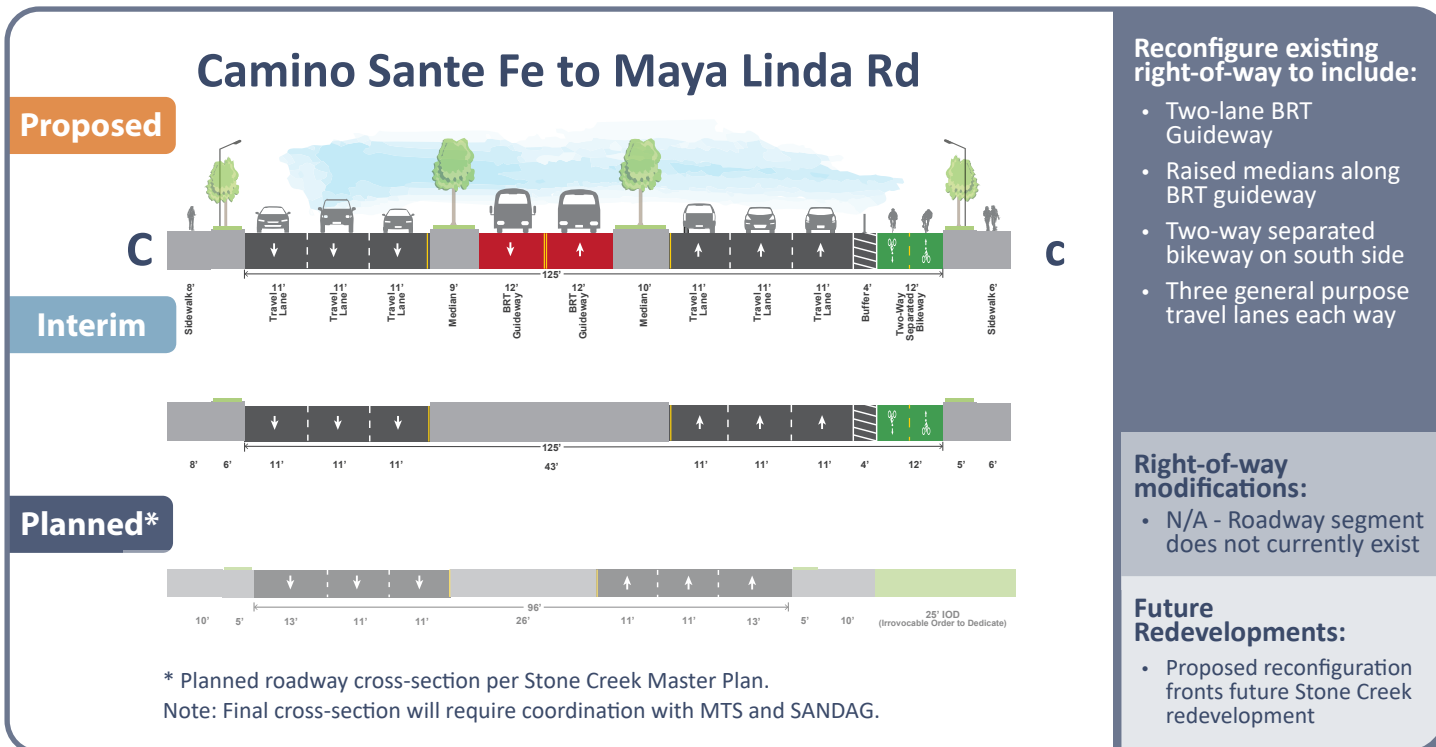 Camino Sante Fe to Maya Linda Rd
Proposed
C
c
125'
Sidewalk 8'
Travel 11'
Lane
Travel 11'
Lane
Travel 11'
Lane
Median 9'
BRT 12'
Guideway
BRT 12'
Guideway
Median 10'
Travel 11'
Lane
Travel 11'
Lane
Travel 11'
Lane
Buffer 4'
Two-Way 12'
Separated
Bikeway
Sidewalk 6'
Interim
125'
8' 6' 11' 11' 11' 43' 11' 11' 11' 4' 12' 5' 6'
Planned*
96'
10' 5' 13' 11' 11' 26' 11' 11' 13' 5' 10' 25' IOD
(Irrovocable Order to Dedicate)
* Planned roadway cross-section per Stone Creek Master Plan.
Note: Final cross-section will require coordination with MTS and SANDAG.
Reconfigure existing
right-of-way to include:
• Two-lane BRT
Guideway
• Raised medians along
BRT guideway
• Two-way separated
bikeway on south side
• Three general purpose
travel lanes each way
Right-of-way
modifications:
• N/A - Roadway segment
does not currently exist
Future
Redevelopments:
• Proposed reconfiguration
fronts future Stone Creek
redevelopment